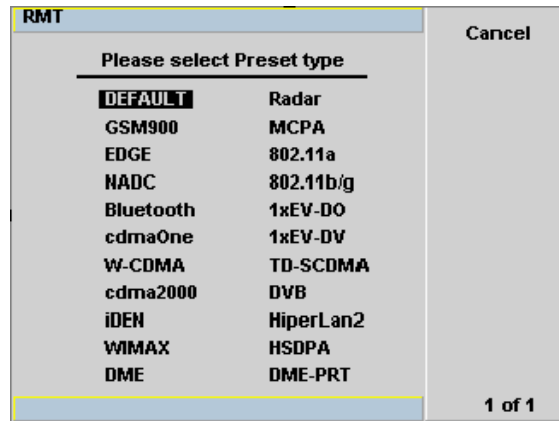 RMT
Cancel
Please select Preset type
DEFAULT Radar
GSM900 MCPA
EDGE 802.11a
NADC 802.11b/g
Bluetooth 1xEV-DO
cdmaOne 1xEV-DV
W-CDMA TD-SCDMA
cdma2000 DVB
iDEN HiperLan2
WIMAX HSDPA
DME DME-PRT
1 of 1